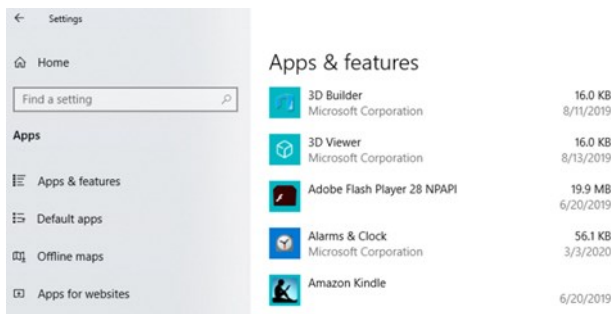 Settings
Home
Find a setting
Apps
Apps & features
Default apps
Offline maps
Apps for websites
Apps & features
3D Builder 16.0 KB
Microsoft Corporation 8/11/2019
3D Viewer 16.0 KB
Microsoft Corporation 8/13/2019
Adobe Flash Player 28 NPAPI 19.9 MB
6/20/2019
Alarms & Clock 56.1 KB
Microsoft Corporation 3/3/2020
Amazon Kindle
6/20/2019